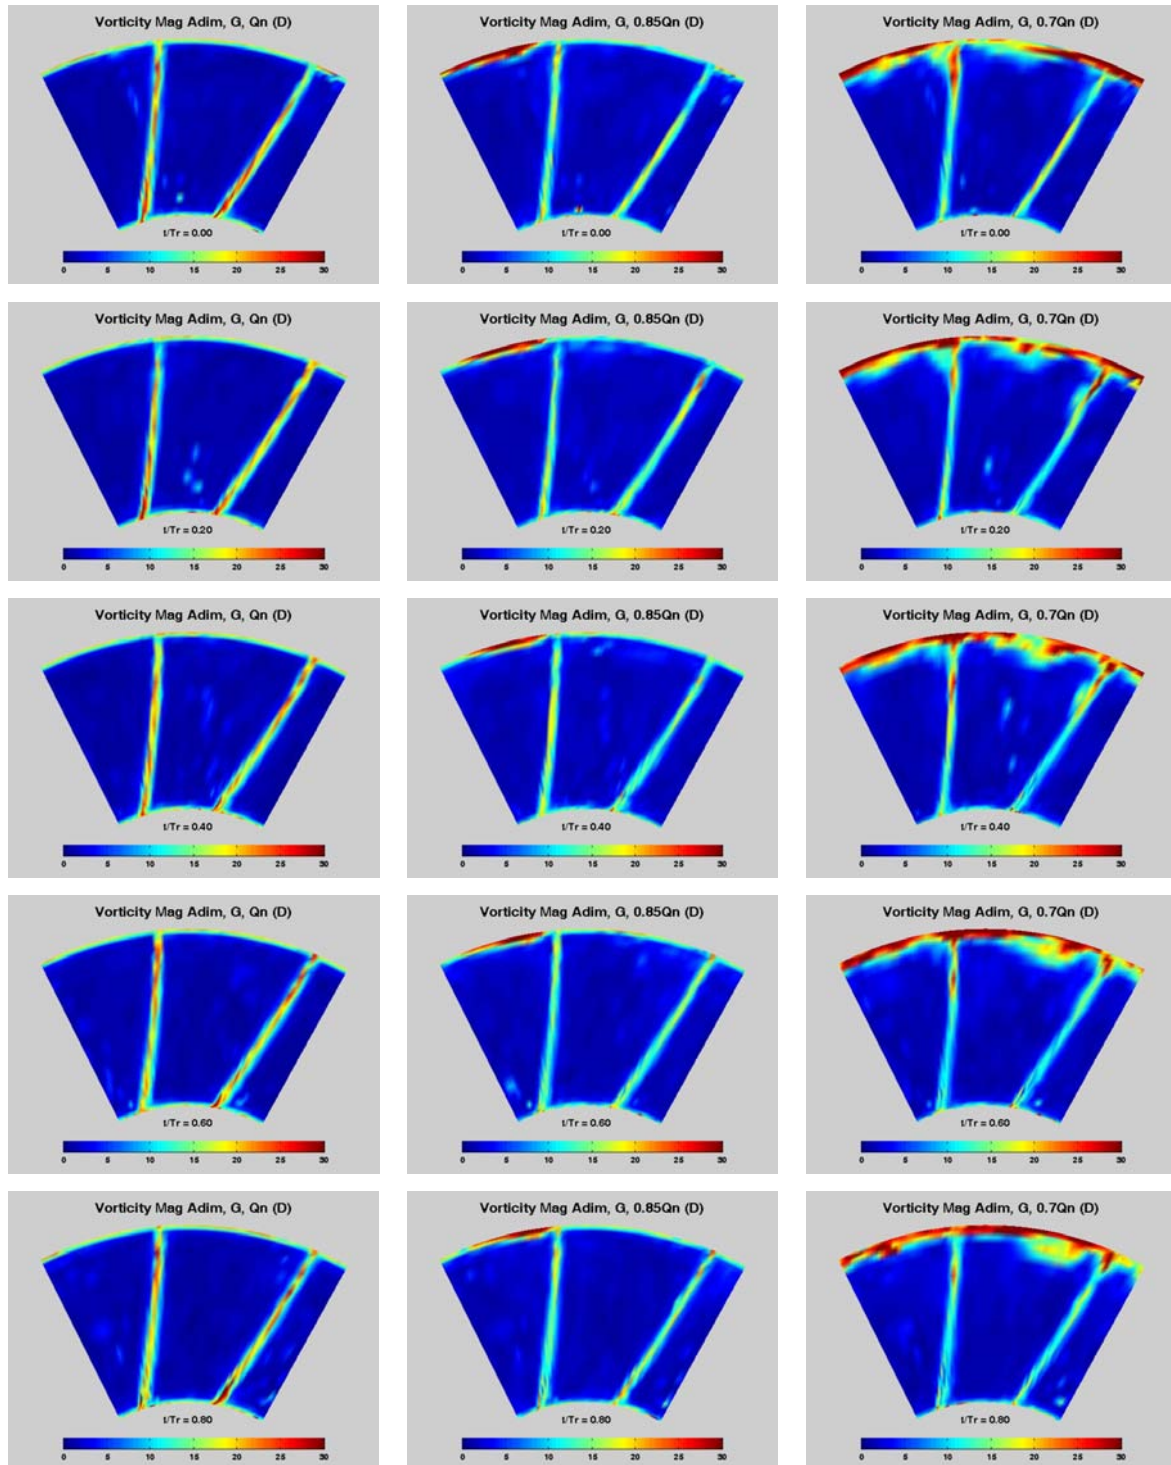 Vorticity Mag Adim, G, Qn (D)
t/Tr = 0.00
0 5 10 15 20 25 30
Vorticity Mag Adim, G, 0.85Qn (D)
t/Tr = 0.00
0 5 10 15 20 25 30
Vorticity Mag Adim, G, 0.7Qn (D)
t/Tr = 0.00
0 5 10 15 20 25 30
Vorticity Mag Adim, G, Qn (D)
t/Tr = 0.20
0 5 10 15 20 25 30
Vorticity Mag Adim, G, 0.85Qn (D)
t/Tr = 0.20
0 5 10 15 20 25 30
Vorticity Mag Adim, G, 0.7Qn (D)
t/Tr = 0.20
0 5 10 15 20 25 30
Vorticity Mag Adim, G, Qn (D)
t/Tr = 0.40
0 5 10 15 20 25 30
Vorticity Mag Adim, G, 0.85Qn (D)
t/Tr = 0.40
0 5 10 15 20 25 30
Vorticity Mag Adim, G, 0.7Qn (D)
t/Tr = 0.40
0 5 10 15 20 25 30
Vorticity Mag Adim, G, Qn (D)
t/Tr = 0.60
0 5 10 15 20 25 30
Vorticity Mag Adim, G, 0.85Qn (D)
t/Tr = 0.60
0 5 10 15 20 25 30
Vorticity Mag Adim, G, 0.7Qn (D)
t/Tr = 0.60
0 5 10 15 20 25 30
Vorticity Mag Adim, G, Qn (D)
t/Tr = 0.80
0 5 10 15 20 25 30
Vorticity Mag Adim, G, 0.85Qn (D)
t/Tr = 0.80
0 5 10 15 20 25 30
Vorticity Mag Adim, G, 0.7Qn (D)
t/Tr = 0.80
0 5 10 15 20 25 30